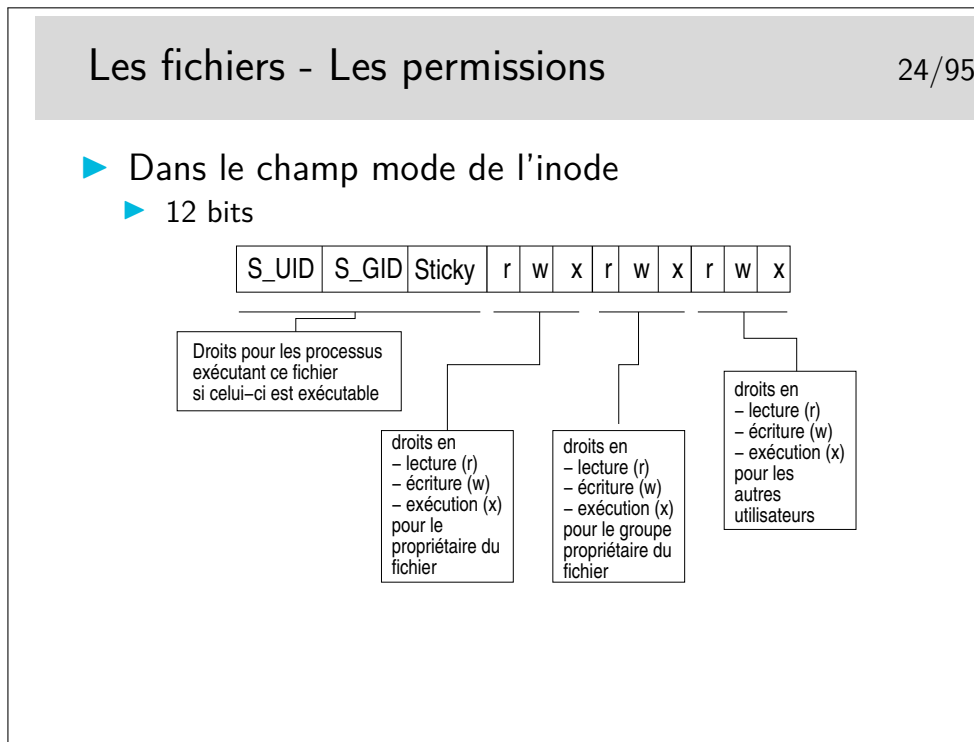 Les fichiers - Les permissions 24/95
Dans le champ mode de l'inode
12 bits
S_UID S_GID Sticky r w x r w x r w x
Droits pour les processus
exécutant ce fichier
si celui–ci est exécutable
droits en
– lecture (r)
– écriture (w)
– exécution (x)
pour le
propriétaire du
fichier
droits en
– lecture (r)
– écriture (w)
– exécution (x)
pour le groupe
propriétaire du
fichier
droits en
– lecture (r)
– écriture (w)
– exécution (x)
pour les
autres
utilisateurs